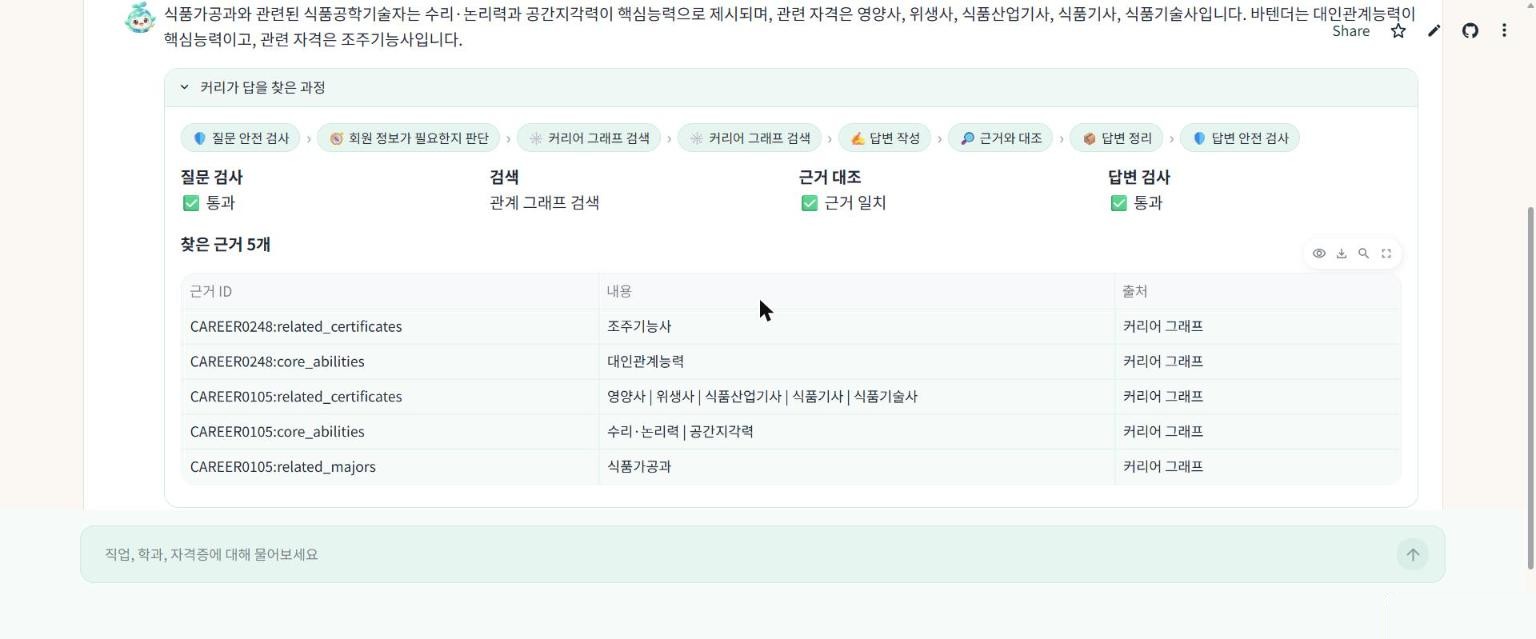 식품가공과와 관련된 식품공학기술자는 수리·논리력과 공간지각력이 핵심능력으로 제시되며, 관련 자격은 영양사, 위생사, 식품산업기사, 식품기사, 식품기술사입니다. 바텐더는 대인관계능력이
핵심능력이고, 관련 자격은 조주기능사입니다.
Share
커리가 답을 찾은 과정
질문 안전 검사 › 회원 정보가 필요한지 판단 › 커리어 그래프 검색 › 커리어 그래프 검색 › 답변 작성 › 근거와 대조 › 답변 정리 › 답변 안전 검사
질문 검사 검색 근거 대조 답변 검사
통과 관계 그래프 검색 근거 일치 통과
찾은 근거 5개
근거 ID 내용 출처
CAREER0248:related_certificates 조주기능사 커리어 그래프
CAREER0248:core_abilities 대인관계능력 커리어 그래프
CAREER0105:related_certificates 영양사 | 위생사 | 식품산업기사 | 식품기사 | 식품기술사 커리어 그래프
CAREER0105:core_abilities 수리·논리력 | 공간지각력 커리어 그래프
CAREER0105:related_majors 식품가공과 커리어 그래프
직업, 학과, 자격증에 대해 물어보세요